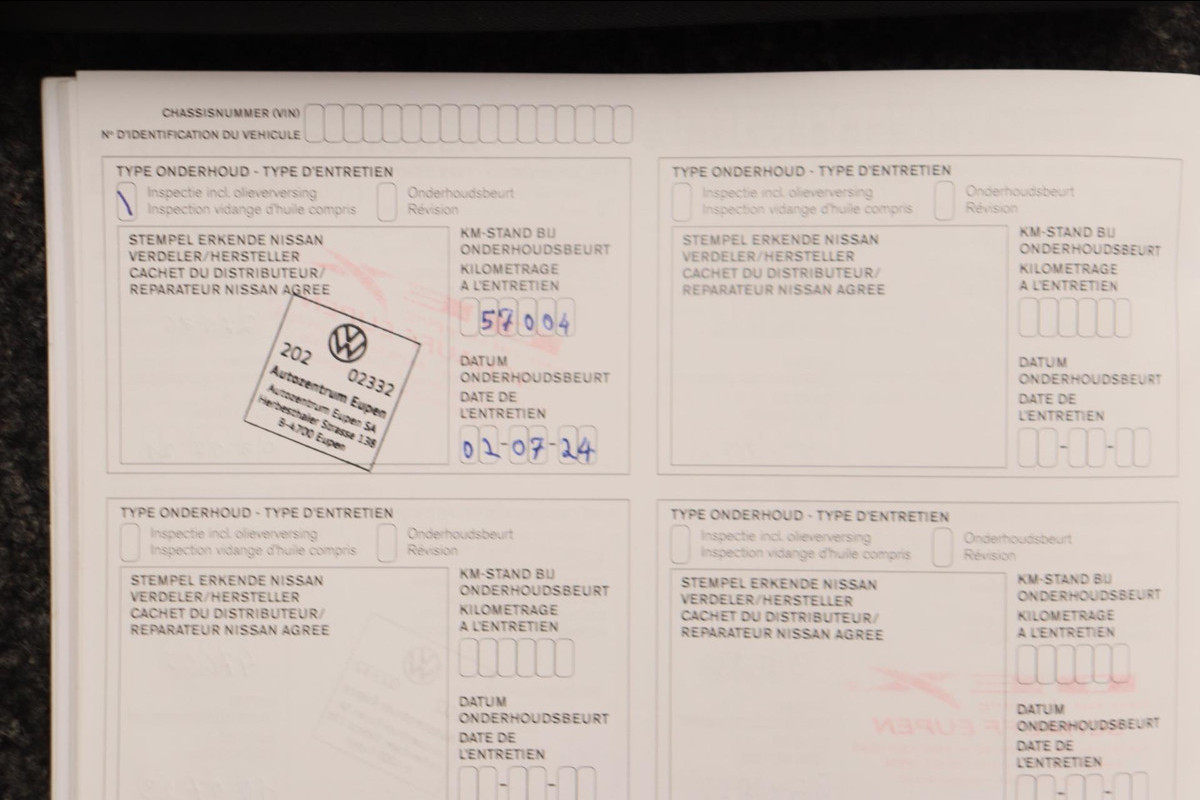 CHASSISNUMMER (VIN)
N° D'IDENTIFICATION DU VEHICULE
TYPE ONDERHOUD - TYPE D'ENTRETIEN
Inspectie incl. olieverversing
Inspection vidange d'huile compris
Onderhoudsbeurt
Révision
STEMPEL ERKENDE NISSAN
VERDELER/HERSTELLER
CACHET DU DISTRIBUTEUR/
REPARATEUR NISSAN AGREE
202
02332
Autozentrum Eupen
Autozentrum Eupen SA
Herbesthaler Strasse 138
B-4700 Eupen
KM-STAND BIJ
ONDERHOUDSBEURT
KILOMETRAGE
A L'ENTRETIEN
57004
DATUM
ONDERHOUDSBEURT
DATE DE
L'ENTRETIEN
02-07-24
TYPE ONDERHOUD - TYPE D'ENTRETIEN
Inspectie incl. olieverversing
Inspection vidange d'huile compris
Onderhoudsbeurt
Révision
STEMPEL ERKENDE NISSAN
VERDELER/HERSTELLER
CACHET DU DISTRIBUTEUR/
REPARATEUR NISSAN AGREE
KM-STAND BIJ
ONDERHOUDSBEURT
KILOMETRAGE
A L'ENTRETIEN
DATUM
ONDERHOUDSBEURT
DATE DE
L'ENTRETIEN
TYPE ONDERHOUD - TYPE D'ENTRETIEN
Inspectie incl. olieverversing
Inspection vidange d'huile compris
Onderhoudsbeurt
Révision
STEMPEL ERKENDE NISSAN
VERDELER/HERSTELLER
CACHET DU DISTRIBUTEUR/
REPARATEUR NISSAN AGREE
KM-STAND BIJ
ONDERHOUDSBEURT
KILOMETRAGE
A L'ENTRETIEN
DATUM
ONDERHOUDSBEURT
DATE DE
L'ENTRETIEN
TYPE ONDERHOUD - TYPE D'ENTRETIEN
Inspectie incl. olieverversing
Inspection vidange d'huile compris
Onderhoudsbeurt
Révision
STEMPEL ERKENDE NISSAN
VERDELER/HERSTELLER
CACHET DU DISTRIBUTEUR/
REPARATEUR NISSAN AGREE
KM-STAND BIJ
ONDERHOUDSBEURT
KILOMETRAGE
A L'ENTRETIEN
DATUM
ONDERHOUDSBEURT
DATE DE
L'ENTRETIEN